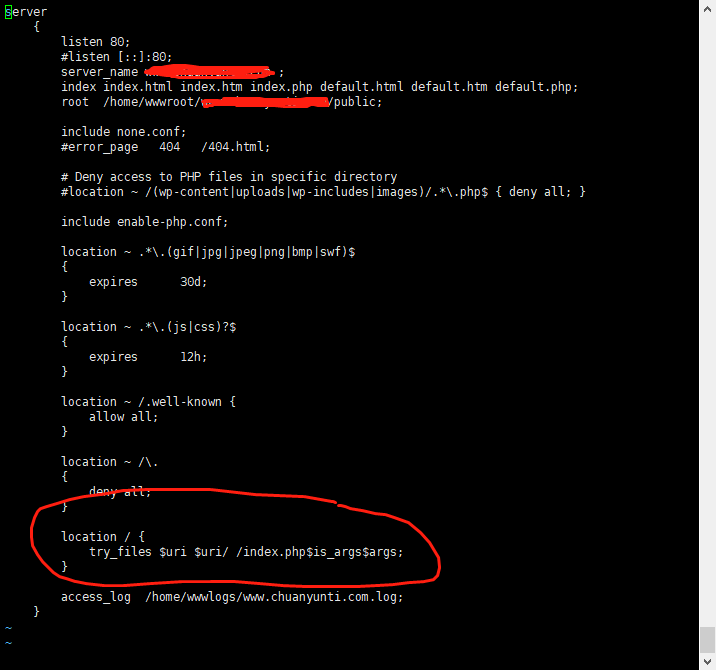 server
{
listen 80;
#listen [::]:80;
server_name ;
index index.html index.htm index.php default.html default.htm default.php;
root /home/wwwroot/ /public;
include none.conf;
#error_page 404 /404.html;
# Deny access to PHP files in specific directory
#location ~ /(wp-content|uploads|wp-includes|images)/.*\.php$ { deny all; }
include enable-php.conf;
location ~ .*\.(gif|jpg|jpeg|png|bmp|swf)$
{
expires 30d;
}
location ~ .*\.(js|css)?$
{
expires 12h;
}
location ~ /.well-known {
allow all;
}
location ~ /\.
{
deny all;
}
location / {
try_files $uri $uri/ /index.php$is_args$args;
}
access_log /home/wwwlogs/www.chuanyunti.com.log;
}
~
~